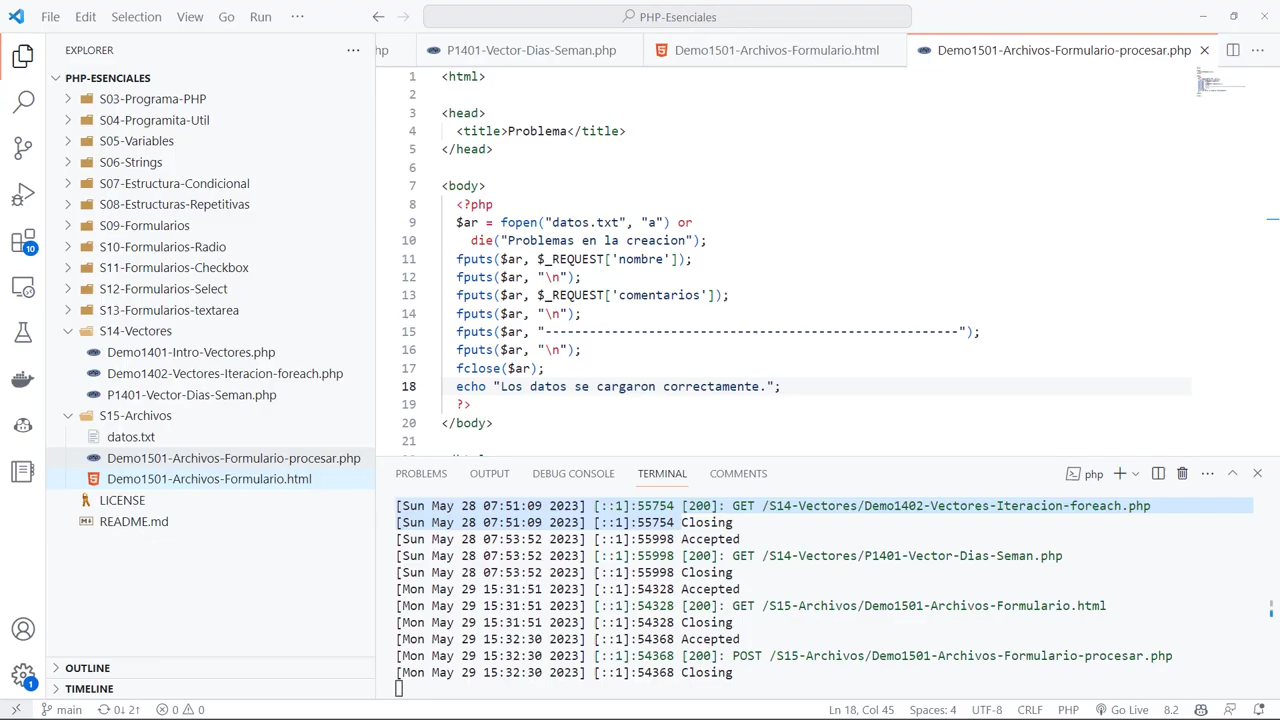 File Edit Selection View Go Run ··· PHP-Esenciales
EXPLORER ···
hp P1401-Vector-Dias-Seman.php Demo1501-Archivos-Formulario.html Demo1501-Archivos-Formulario-procesar.php ···
PHP-ESENCIALES
S03-Programa-PHP
S04-Programita-Util
S05-Variables
S06-Strings
S07-Estructura-Condicional
S08-Estructuras-Repetitivas
S09-Formularios
S10-Formularios-Radio
S11-Formularios-Checkbox
S12-Formularios-Select
S13-Formularios-textarea
S14-Vectores
Demo1401-Intro-Vectores.php
Demo1402-Vectores-Iteracion-foreach.php
P1401-Vector-Dias-Seman.php
S15-Archivos
datos.txt
Demo1501-Archivos-Formulario-procesar.php
Demo1501-Archivos-Formulario.html
LICENSE
README.md
OUTLINE
TIMELINE
10
1
1 <html>
2
3 <head>
4 <title>Problema</title>
5 </head>
6
7 <body>
8 <?php
9 $ar = fopen("datos.txt", "a") or
10 die("Problemas en la creacion");
11 fputs($ar, $_REQUEST['nombre']);
12 fputs($ar, "\n");
13 fputs($ar, $_REQUEST['comentarios']);
14 fputs($ar, "\n");
15 fputs($ar, "--------------------------------------------------------");
16 fputs($ar, "\n");
17 fclose($ar);
18 echo "Los datos se cargaron correctamente.";
19 ?>
20 </body>
21
PROBLEMS OUTPUT DEBUG CONSOLE TERMINAL COMMENTS php ···
[Sun May 28 07:51:09 2023] [::1]:55754 [200]: GET /S14-Vectores/Demo1402-Vectores-Iteracion-foreach.php
[Sun May 28 07:51:09 2023] [::1]:55754 Closing
[Sun May 28 07:53:52 2023] [::1]:55998 Accepted
[Sun May 28 07:53:52 2023] [::1]:55998 [200]: GET /S14-Vectores/P1401-Vector-Dias-Seman.php
[Sun May 28 07:53:52 2023] [::1]:55998 Closing
[Mon May 29 15:31:51 2023] [::1]:54328 Accepted
[Mon May 29 15:31:51 2023] [::1]:54328 [200]: GET /S15-Archivos/Demo1501-Archivos-Formulario.html
[Mon May 29 15:31:51 2023] [::1]:54328 Closing
[Mon May 29 15:32:30 2023] [::1]:54368 Accepted
[Mon May 29 15:32:30 2023] [::1]:54368 [200]: POST /S15-Archivos/Demo1501-Archivos-Formulario-procesar.php
[Mon May 29 15:32:30 2023] [::1]:54368 Closing
main 0↓ 2↑ 0 0 Ln 18, Col 45 Spaces: 4 UTF-8 CRLF PHP Go Live 8.2